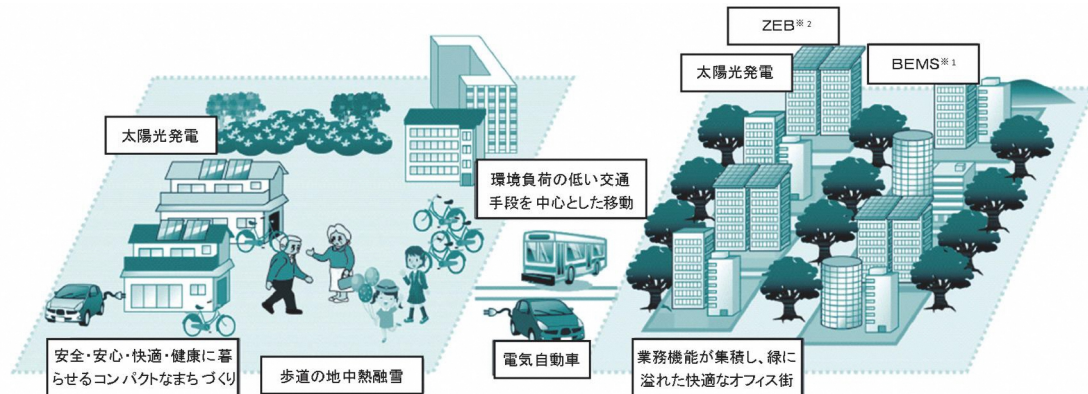 ZEB※2
太陽光発電
BEMS※1
太陽光発電
環境負荷の低い交通
手段を中心とした移動
安全・安心・快適・健康に暮
らせるコンパクトなまちづくり
歩道の地中熱融雪
電気自動車
業務機能が集積し、緑に
溢れた快適なオフィス街